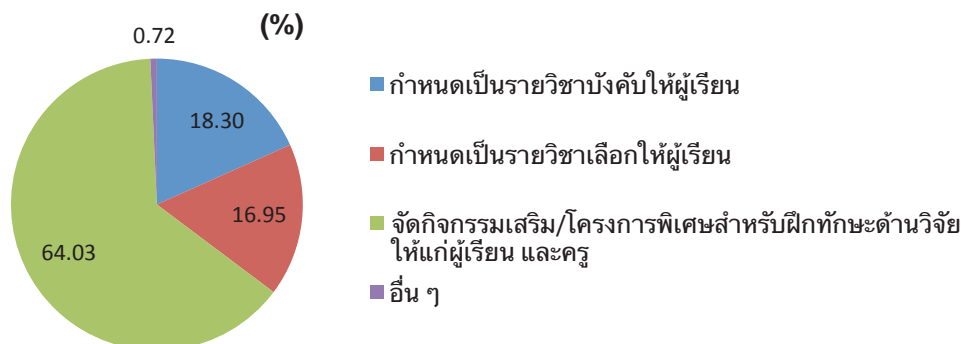 (%)
0.72
18.30
16.95
64.03
กำหนดเป็นรายวิชาบังคับให้ผู้เรียน
กำหนดเป็นรายวิชาเลือกให้ผู้เรียน
จัดกิจกรรมเสริม/โครงการพิเศษสำหรับฝึกทักษะด้านวิจัย
ให้แก่ผู้เรียน และครู
อื่น ๆ